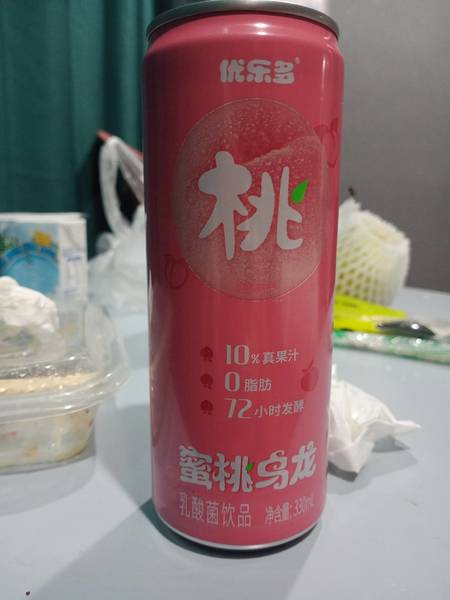 优乐多®
桃
10%真果汁
0脂肪
72小时发酵
蜜桃乌龙
乳酸菌饮品 净含量:330mL